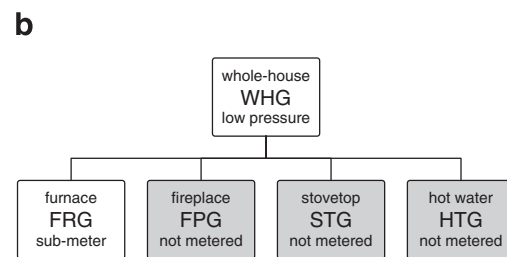 b
whole-house
WHG
low pressure
furnace
FRG
sub-meter
fireplace
FPG
not metered
stovetop
STG
not metered
hot water
HTG
not metered